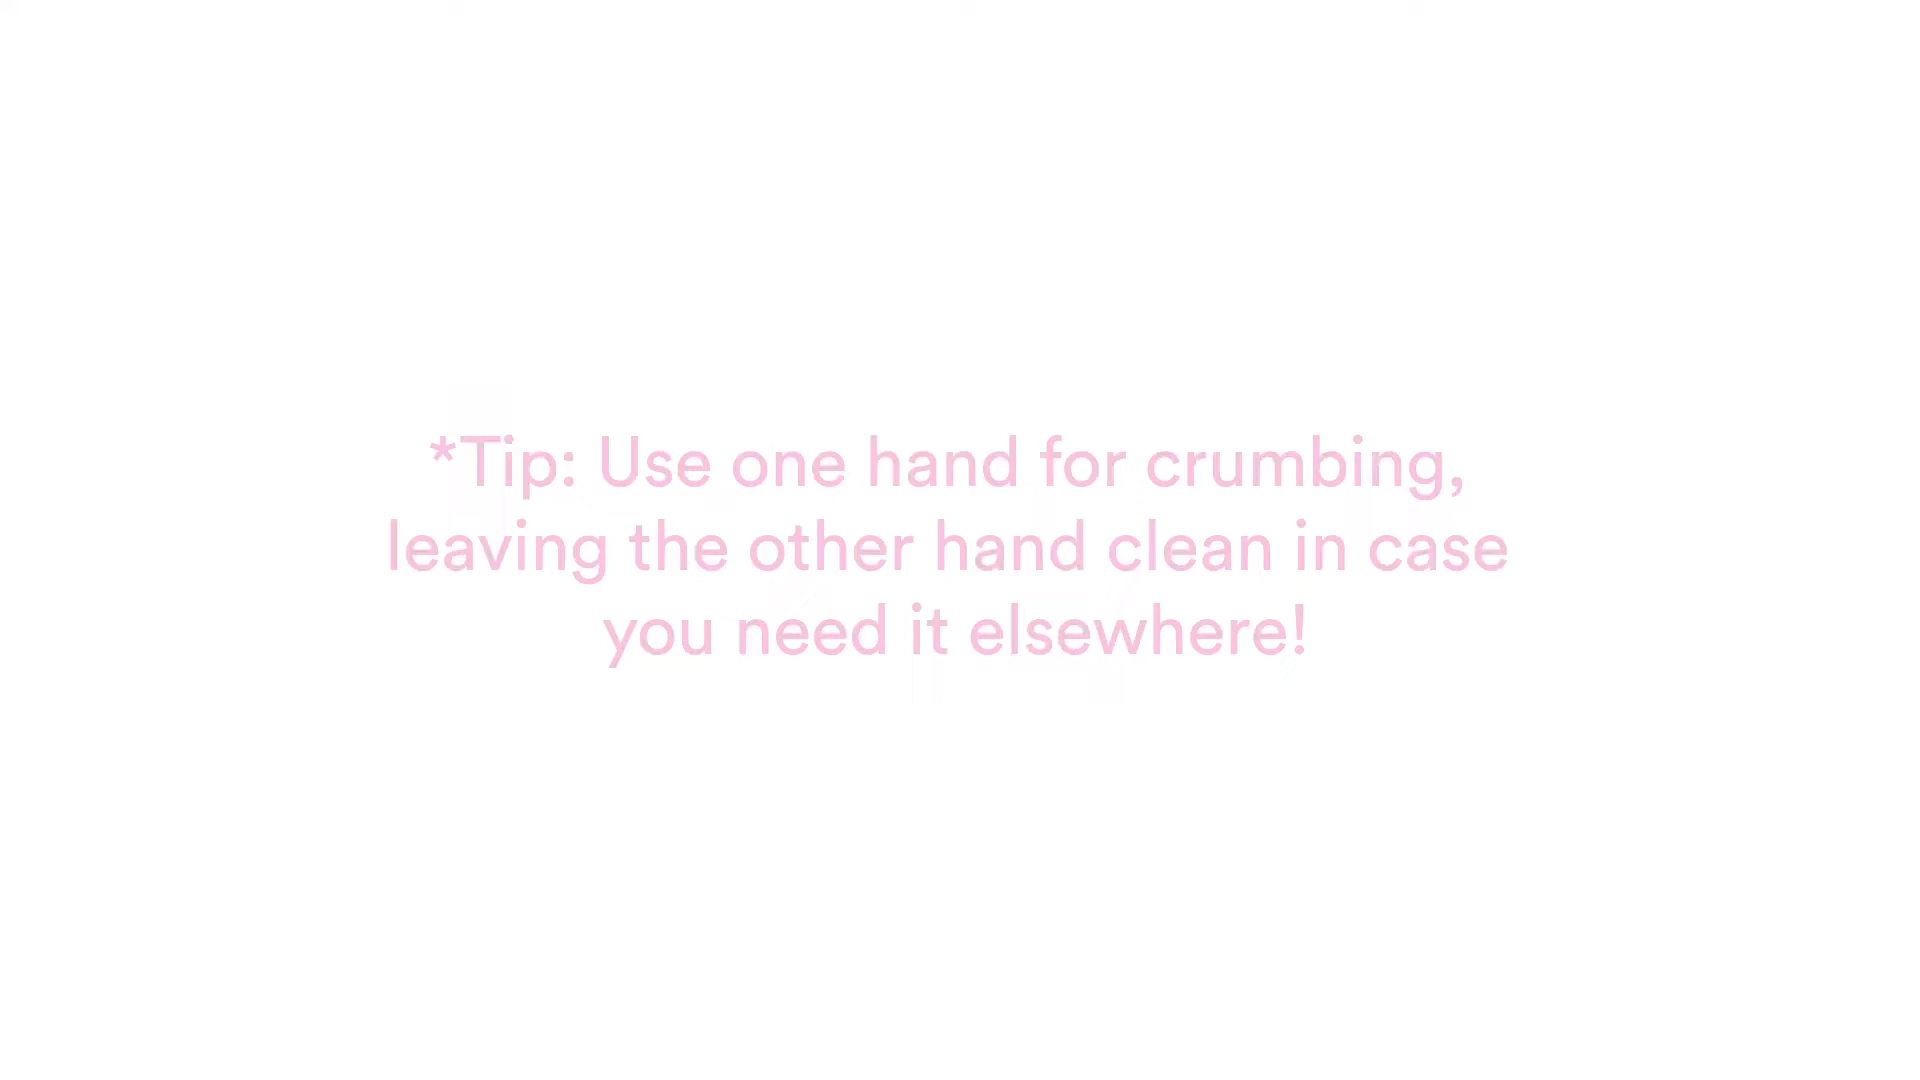 *Tip: Use one hand for crumbing,
leaving the other hand clean in case
you need it elsewhere!